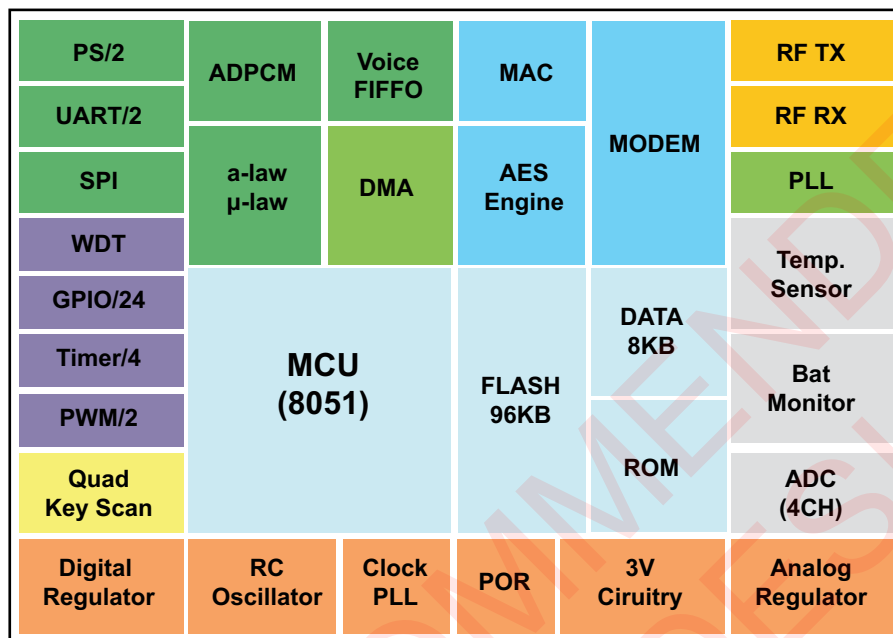 PS/2
UART/2
SPI
WDT
GPIO/24
Timer/4
PWM/2
Quad
Key Scan
ADPCM
Voice
FIFFO
a-law
µ-law
DMA
MAC
AES
Engine
MODEM
RF TX
RF RX
PLL
Temp.
Sensor
Bat
Monitor
ADC
(4CH)
MCU
(8051)
FLASH
96KB
DATA
8KB
ROM
Digital
Regulator
RC
Oscillator
Clock
PLL
POR
3V
Ciruitry
Analog
Regulator